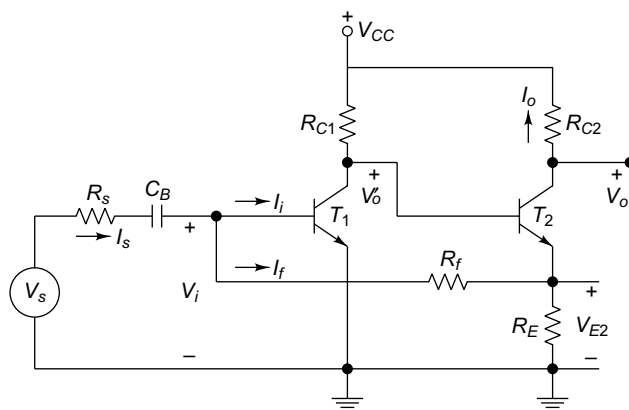 +
V_CC
R_C1
I_o
R_C2
R_s
C_B
I_s
+
I_i
T_1
+
V'_o
T_2
+
V_o
I_f
R_f
V_s
V_i
+
R_E
V_E2
–
–